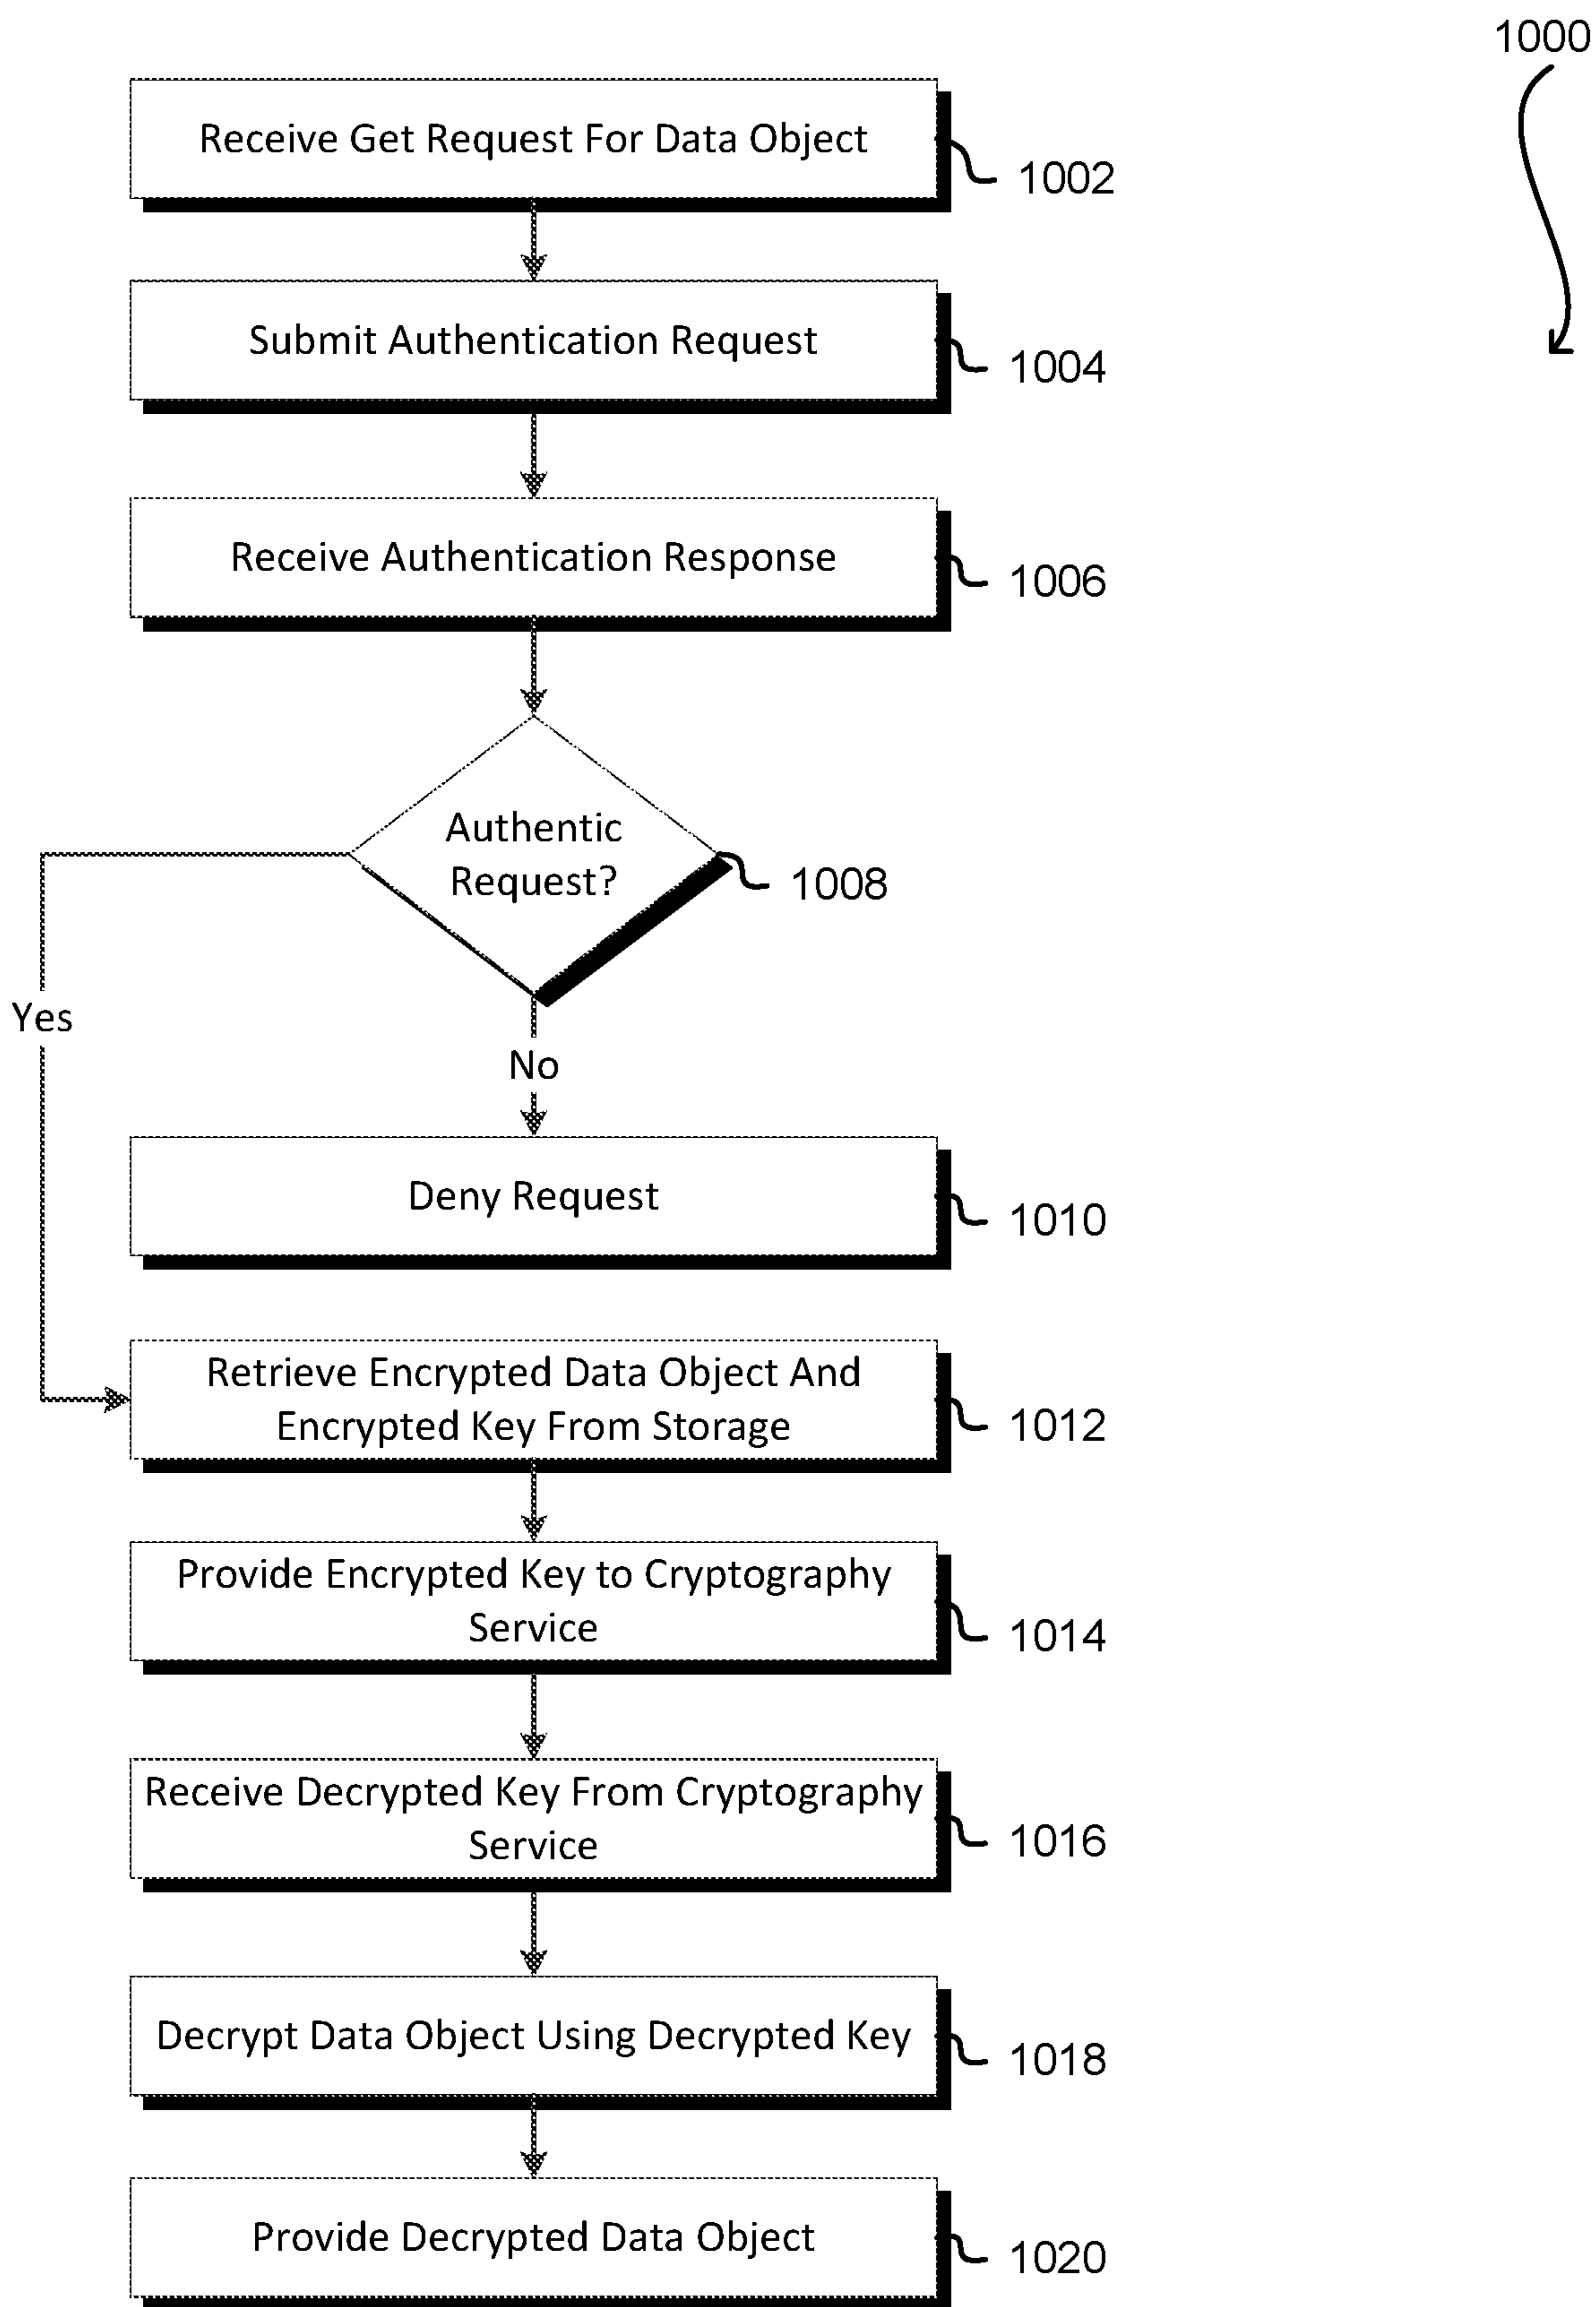 1000
Receive Get Request For Data Object
1002
Submit Authentication Request
1004
Receive Authentication Response
1006
Authentic
Request?
1008
Yes
No
Deny Request
1010
Retrieve Encrypted Data Object And
Encrypted Key From Storage
1012
Provide Encrypted Key to Cryptography
Service
1014
Receive Decrypted Key From Cryptography
Service
1016
Decrypt Data Object Using Decrypted Key
1018
Provide Decrypted Data Object
1020